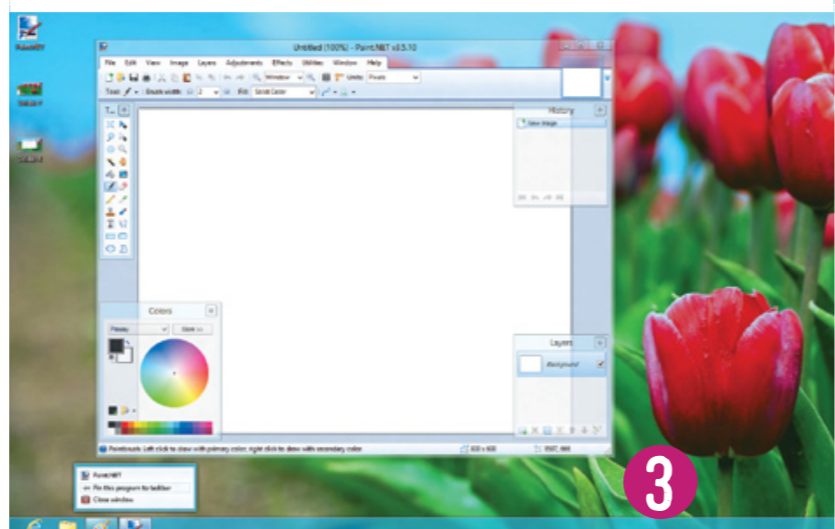 Paint.NET
Untitled (100%) - Paint.NET v3.5.10
File Edit View Image Layers Adjustments Effects Utilities Window Help
Window Units: Pixels
Tool: Brush width: 2 Fill: Solid Color
T...
History
New Image
Colors
Primary More >>
Layers
Background
Paintbrush: Left click to draw with primary color, right click to draw with secondary color
800 x 600
Paint.NET
Pin this program to taskbar
Close window
3